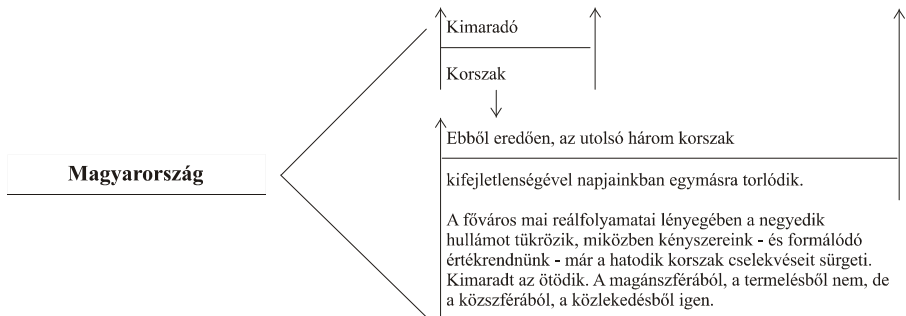 Kimaradó
Korszak
Ebből eredően, az utolsó három korszak
Magyarország
kifejletlenségével napjainkban egymásra torlódik.
A főváros mai reálfolyamatai lényegében a negyedik
hullámot tükrözik, miközben kényszereink - és formálódó
értékrendnünk - már a hatodik korszak cselekvéseit sürgeti.
Kimaradt az ötödik. A magánszférából, a termelésből nem, de
a közszférából, a közlekedésből igen.